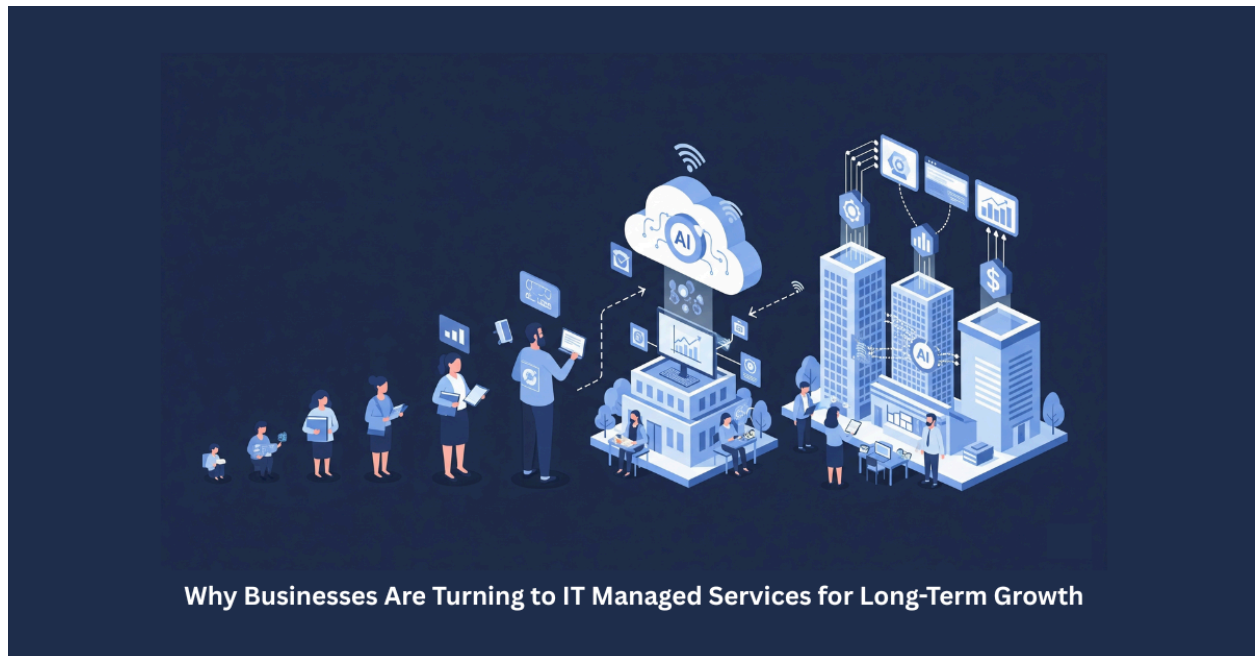 AI
AI
$
Why Businesses Are Turning to IT Managed Services for Long-Term Growth